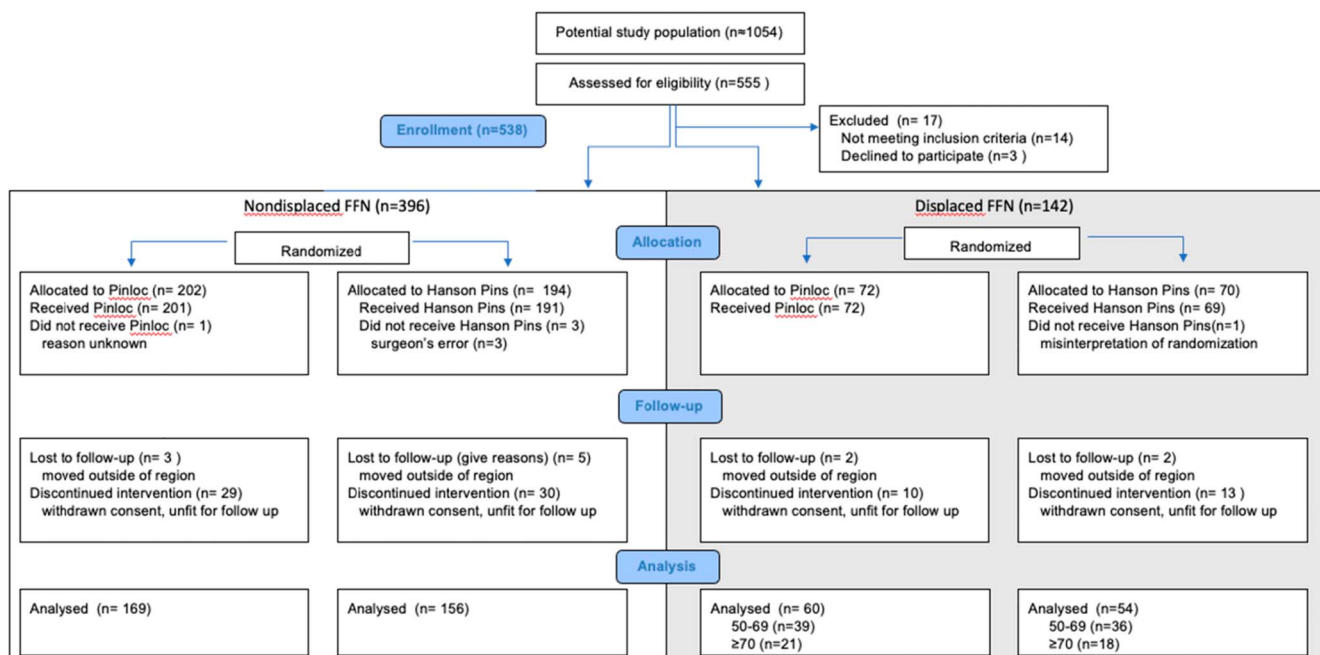 Potential study population (n≈1054)
Assessed for eligibility (n=555 )
Enrollment (n=538)
Excluded (n= 17)
Not meeting inclusion criteria (n=14)
Declined to participate (n=3 )
Nondisplaced FFN (n=396)
Displaced FFN (n=142)
Allocation
Randomized
Randomized
Allocated to Pinloc (n= 202)
Received Pinloc (n= 201)
Did not receive Pinloc (n= 1)
reason unknown
Allocated to Hanson Pins (n= 194)
Received Hanson Pins (n= 191)
Did not receive Hanson Pins (n= 3)
surgeon's error (n=3)
Allocated to Pinloc (n= 72)
Received Pinloc (n= 72)
Allocated to Hanson Pins (n= 70)
Received Hanson Pins (n= 69)
Did not receive Hanson Pins(n=1)
misinterpretation of randomization
Follow-up
Lost to follow-up (n= 3 )
moved outside of region
Discontinued intervention (n= 29)
withdrawn consent, unfit for follow up
Lost to follow-up (give reasons) (n= 5)
moved outside of region
Discontinued intervention (n= 30)
withdrawn consent, unfit for follow up
Lost to follow-up (n= 2)
moved outside of region
Discontinued intervention (n= 10)
withdrawn consent, unfit for follow up
Lost to follow-up (n= 2)
moved outside of region
Discontinued intervention (n= 13 )
withdrawn consent, unfit for follow up
Analysis
Analysed (n= 169)
Analysed (n= 156)
Analysed (n= 60)
50-69 (n=39)
≥70 (n=21)
Analysed (n=54)
50-69 (n=36)
≥70 (n=18)